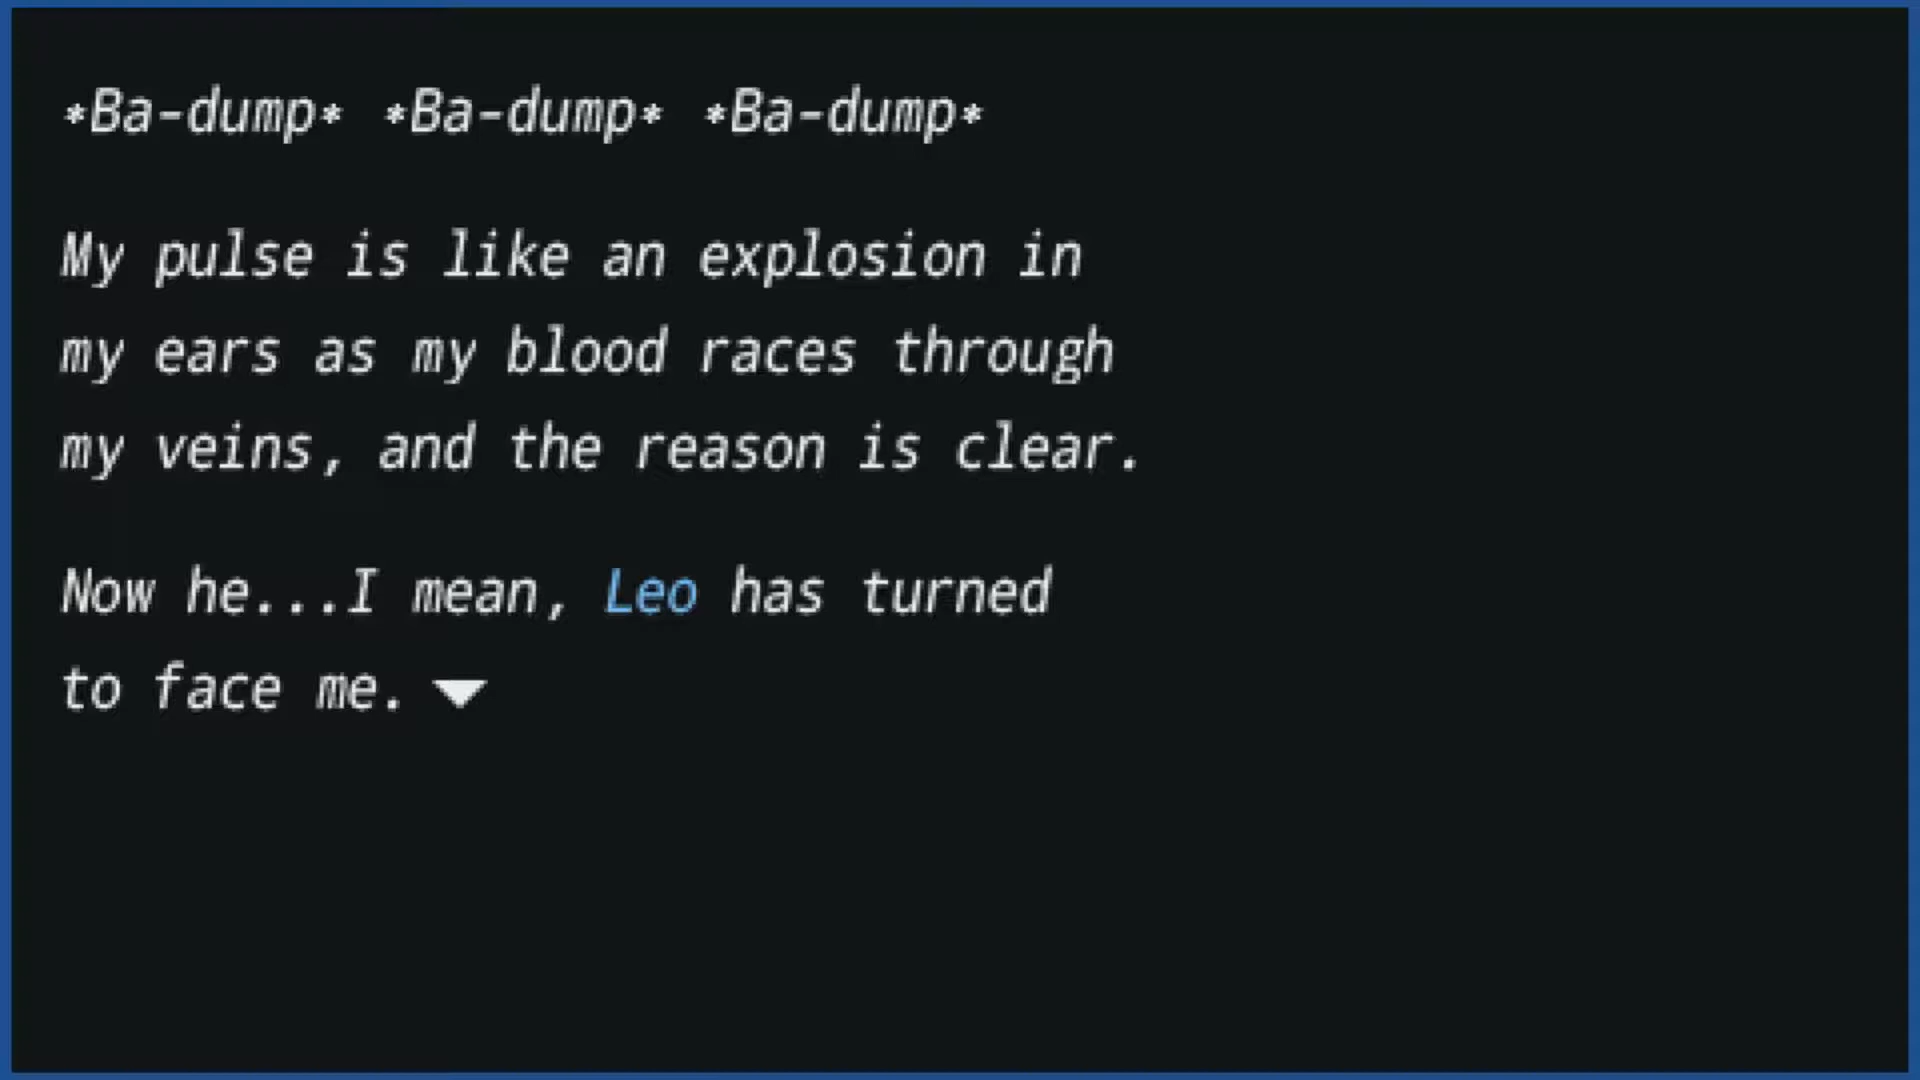 *Ba-dump* *Ba-dump* *Ba-dump*
My pulse is like an explosion in
my ears as my blood races through
my veins, and the reason is clear.
Now he...I mean, Leo has turned
to face me.